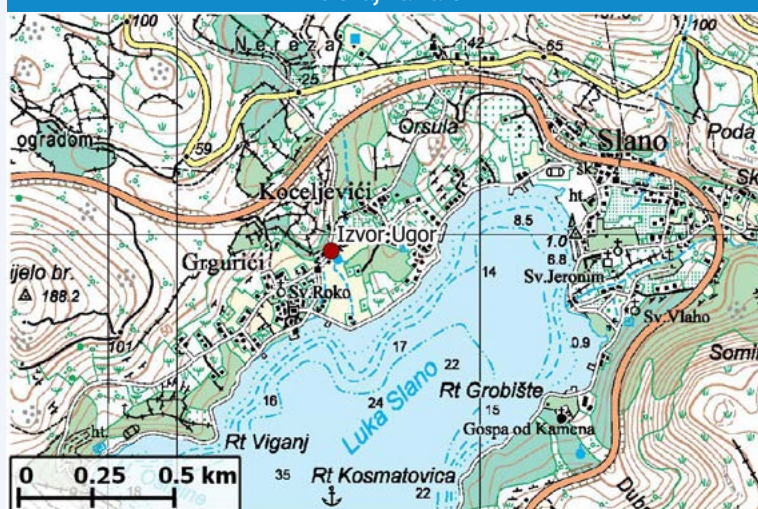 100
Nereza
42
65
100
25
ogradom
59
Orsula
Slano
Poda
Koceljevići
sk.
ht.
8.5
Izvor Ugor
1.0
6.8
14
Grgurići
ijelo br.
188.2
Sv.Roko
Sv.Jeronim
Sv.Vlaho
101
17
0.9
22
16
24
Luka Slano
Rt Grobište
15
Gospa od Kamena
ht.
Rt Viganj
35
Rt Kosmatovica
22
0 0.25 0.5 km